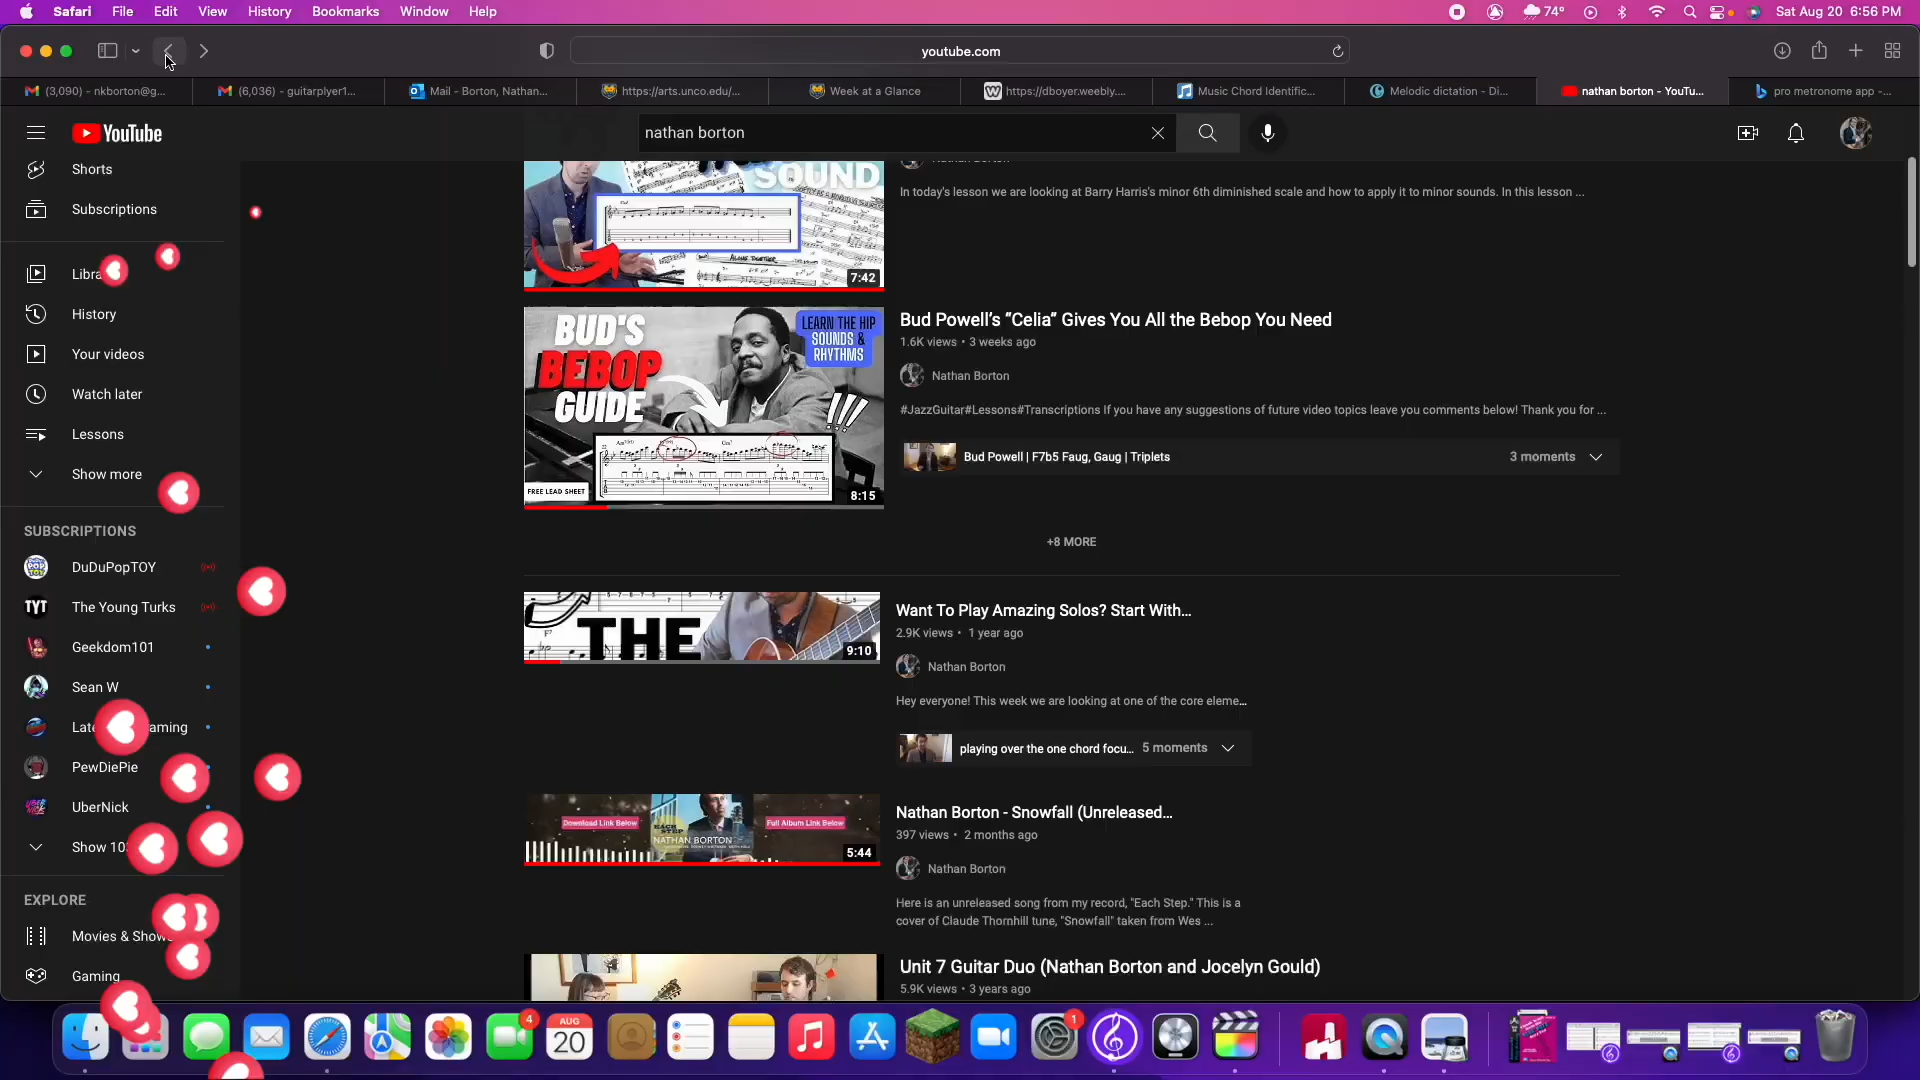 Safari File Edit View History Bookmarks Window Help 74° Sat Aug 20 6:56 PM
youtube.com
(3,090) - nkborton@g...
(6,036) - guitarplyer1...
Mail - Borton, Nathan...
https://arts.unco.edu/...
Week at a Glance
https://dboyer.weebly....
Music Chord Identific...
Melodic dictation - Di...
nathan borton - YouTu...
pro metronome app -...
YouTube
nathan borton
Shorts
Subscriptions
History
Your videos
Watch later
Lessons
Show more
SUBSCRIPTIONS
DuDuPopTOY
TYT The Young Turks
Geekdom101
Sean W
PewDiePie
UberNick
EXPLORE
Gaming
SOUND
7:42
In today's lesson we are looking at Barry Harris's minor 6th diminished scale and how to apply it to minor sounds. In this lesson ...
BUD'S
BEBOP
GUIDE
LEARN THE HIP
SOUNDS &
RHYTHMS
!!!
FREE LEAD SHEET
8:15
Bud Powell's "Celia" Gives You All the Bebop You Need
1.6K views • 3 weeks ago
Nathan Borton
#JazzGuitar#Lessons#Transcriptions If you have any suggestions of future video topics leave you comments below! Thank you for ...
Bud Powell | F7b5 Faug, Gaug | Triplets 3 moments
+8 MORE
F7
THE
9:10
Want To Play Amazing Solos? Start With...
2.9K views • 1 year ago
Nathan Borton
Hey everyone! This week we are looking at one of the core eleme...
playing over the one chord focu... 5 moments
Download Link Below
EACH
STEP
NATHAN BORTON
Full Album Link Below
5:44
Nathan Borton - Snowfall (Unreleased...
397 views • 2 months ago
Nathan Borton
Here is an unreleased song from my record, "Each Step." This is a
cover of Claude Thornhill tune, "Snowfall" taken from Wes ...
Unit 7 Guitar Duo (Nathan Borton and Jocelyn Gould)
5.9K views • 3 years ago
4
AUG
20
1